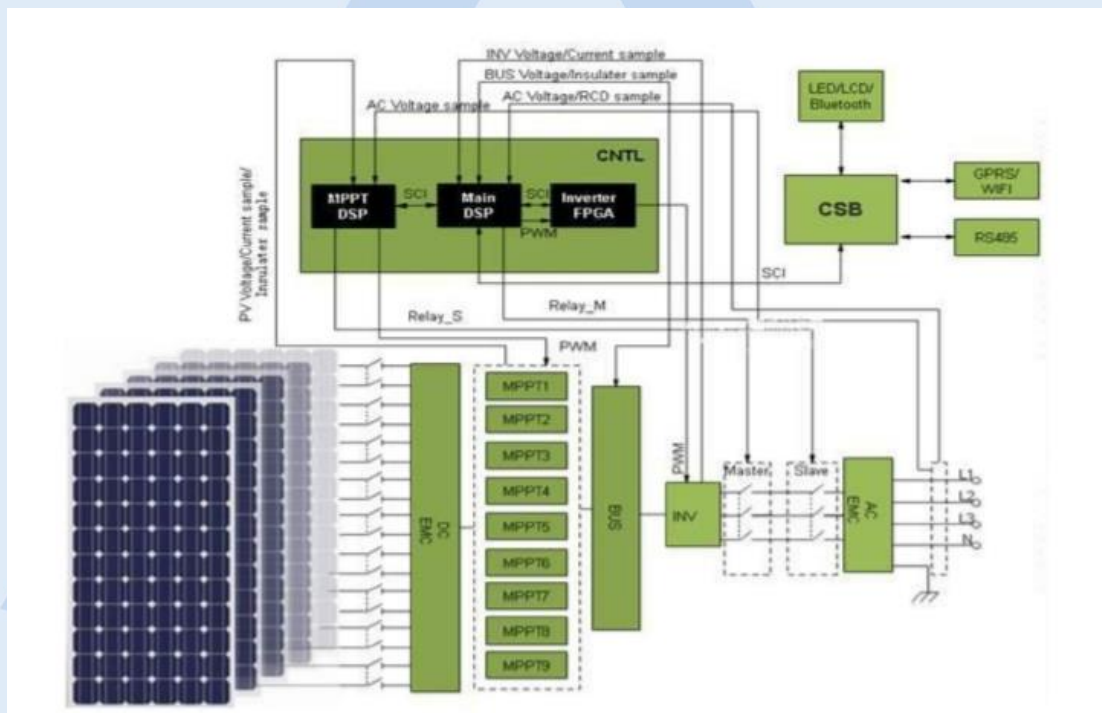 INV Voltage/Current sample
BUS Voltage/Insulater sample
AC Voltage/RCD sample
AC Voltage sample
LED/LCD/
Bluetooth
CNTL
PV Voltage/Current sample/
Insulater sample
MPPT
DSP
SCI
Main
DSP
SCI
PWM
Inverter
FPGA
CSB
GPRS/
WIFI
RS485
SCI
Relay_S
Relay_M
PWM
MPPT1
MPPT2
MPPT3
MPPT4
MPPT5
MPPT6
MPPT7
MPPT8
MPPT9
DC
EMC
BUS
PWM
INV
Master
Slave
AC
EMC
L1
L2
L3
N